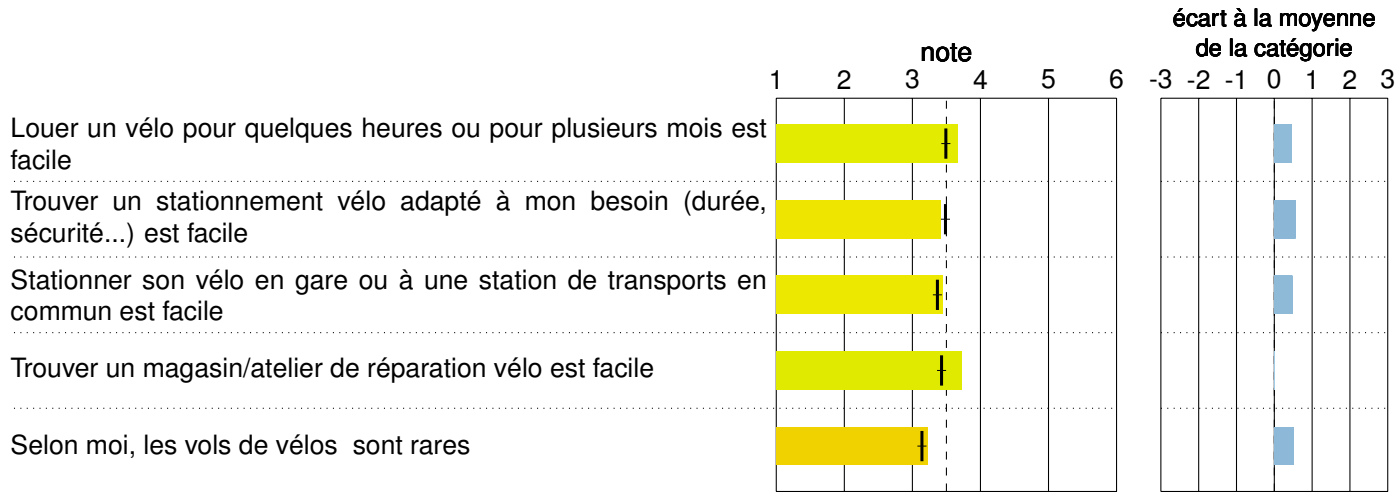 écart à la moyenne
note de la catégorie
1 2 3 4 5 6 -3 -2 -1 0 1 2 3
Louer un vélo pour quelques heures ou pour plusieurs mois est
facile
Trouver un stationnement vélo adapté à mon besoin (durée,
sécurité...) est facile
Stationner son vélo en gare ou à une station de transports en
commun est facile
Trouver un magasin/atelier de réparation vélo est facile
Selon moi, les vols de vélos sont rares